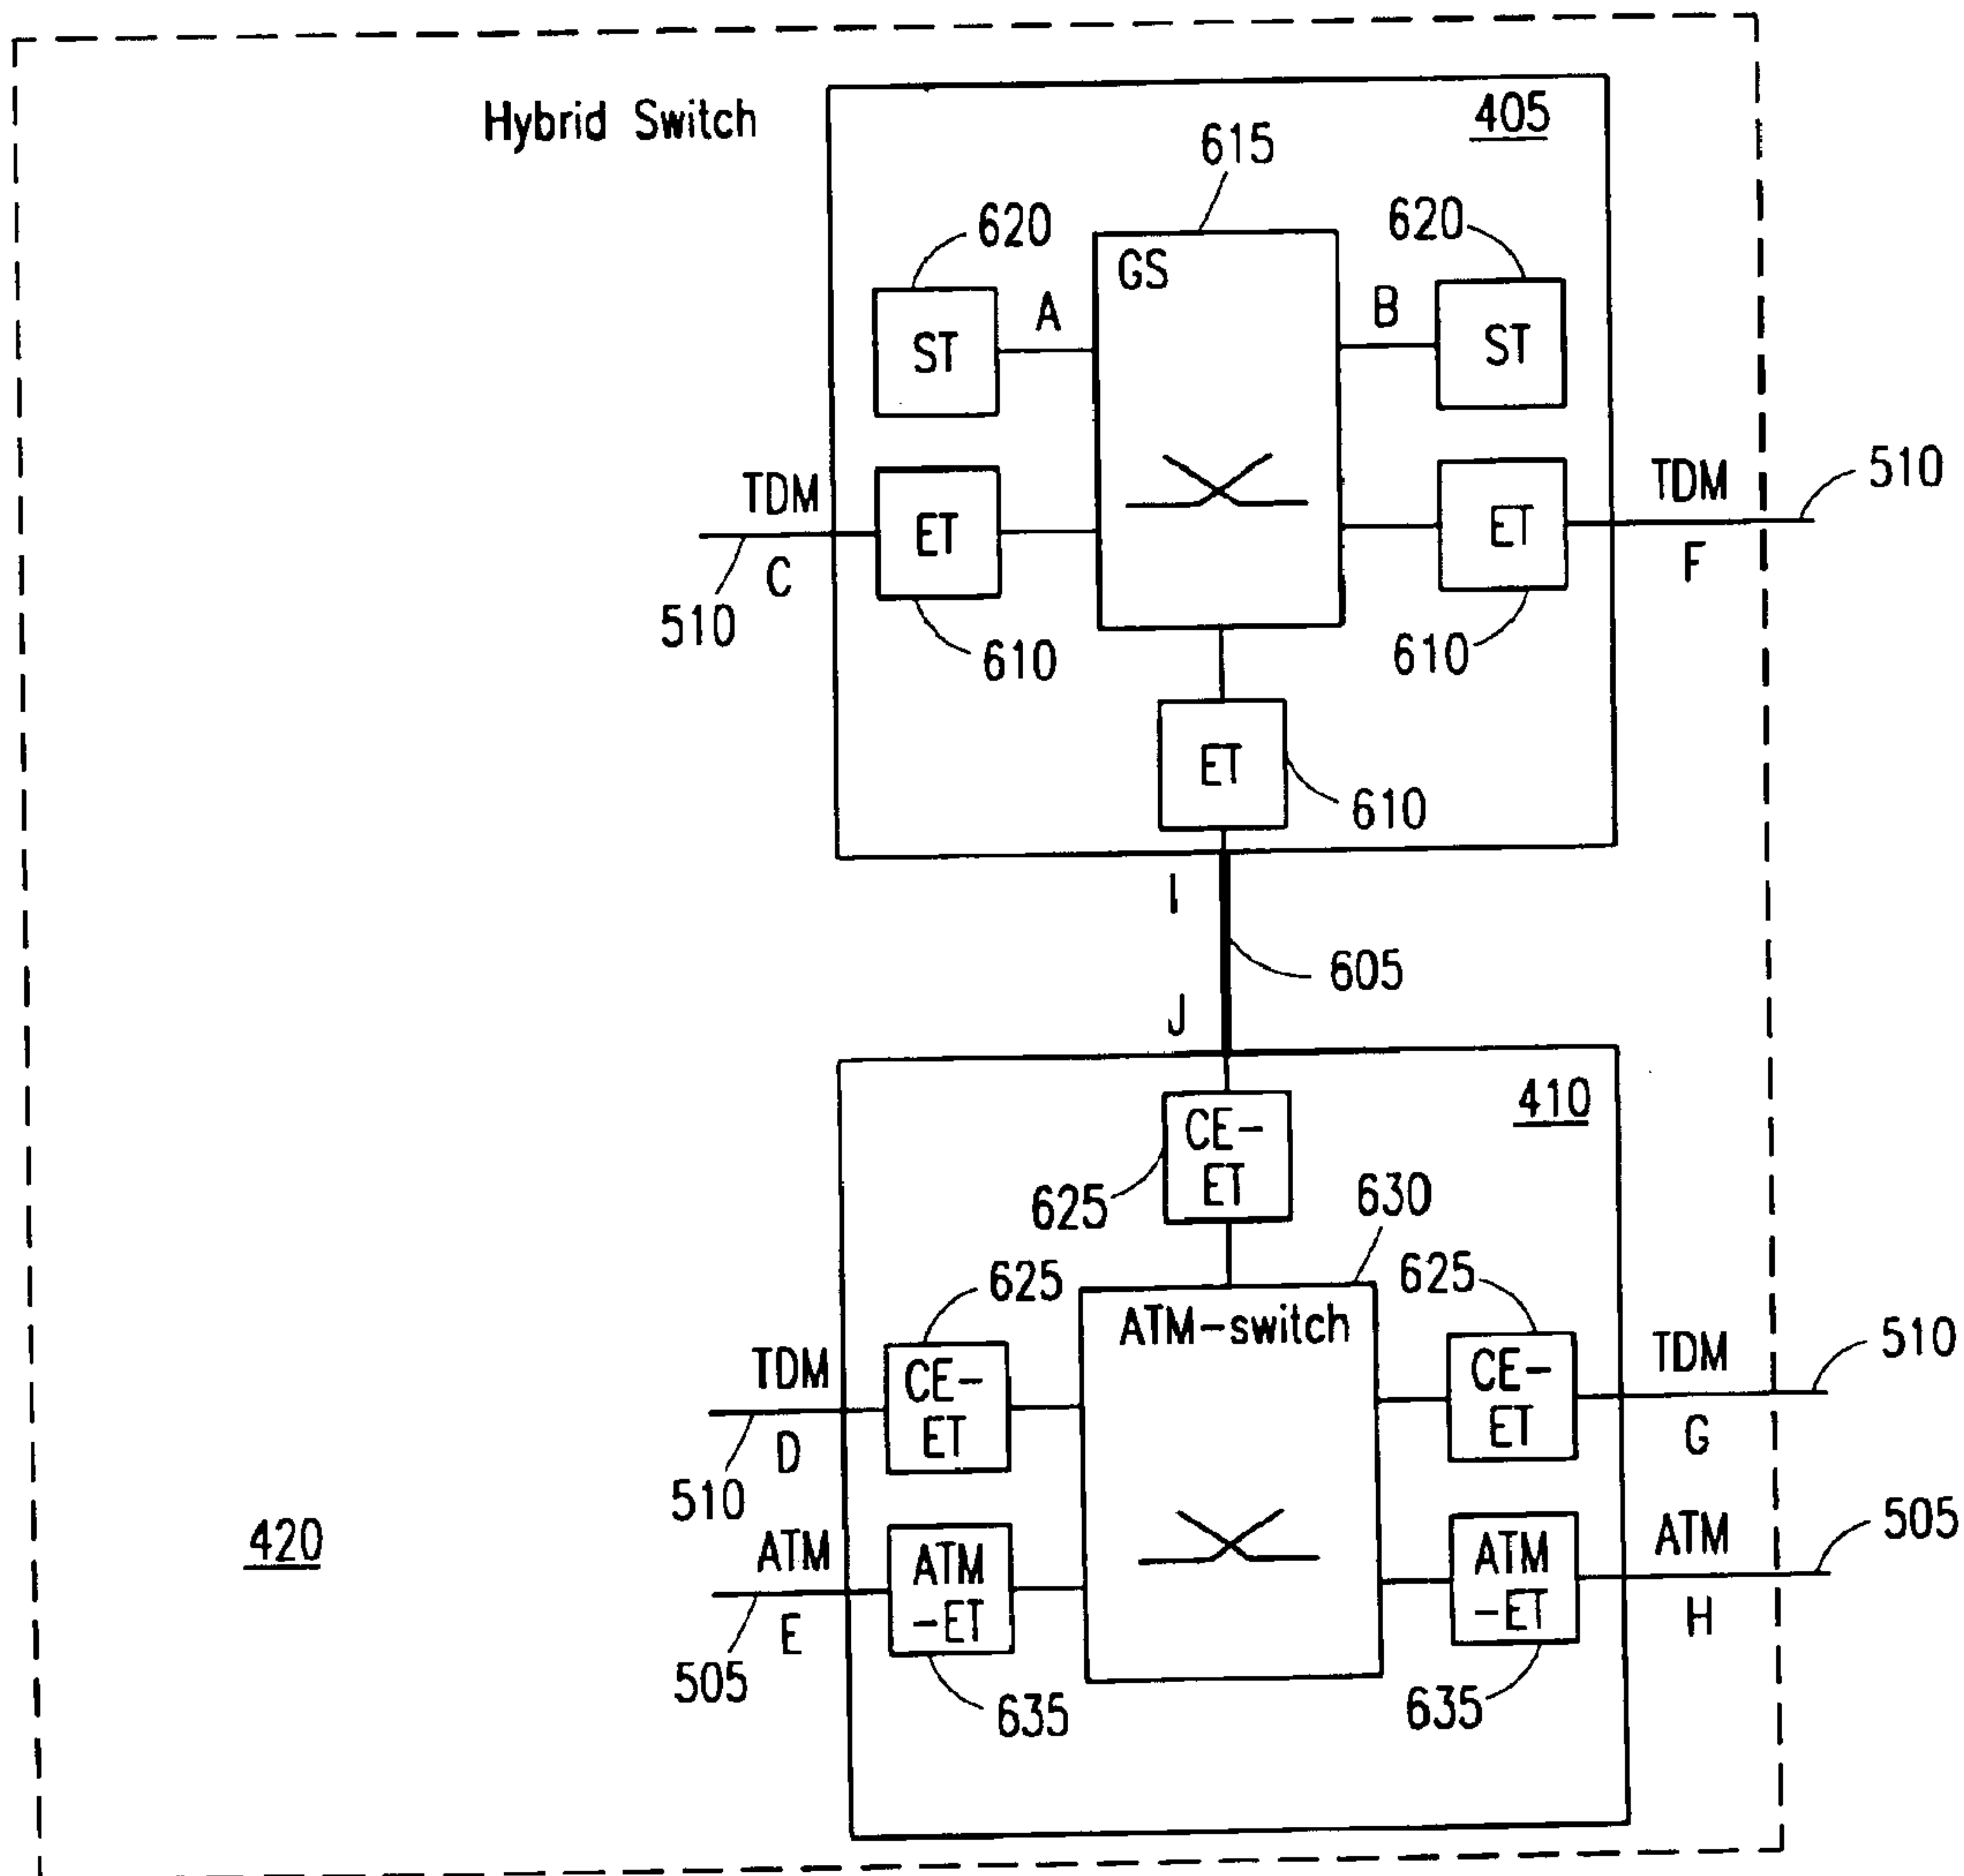 Hybrid Switch
405
615
620
620
GS
A
B
ST
ST
TDM
TDM
510
ET
ET
C
F
510
610
610
ET
610
I
605
J
410
CE-
ET
625
630
625
625
ATM-switch
TDM
CE-
ET
CE-
ET
TDM
510
D
G
510
420
ATM
ATM
-ET
ATM
-ET
ATM
505
E
H
505
635
635